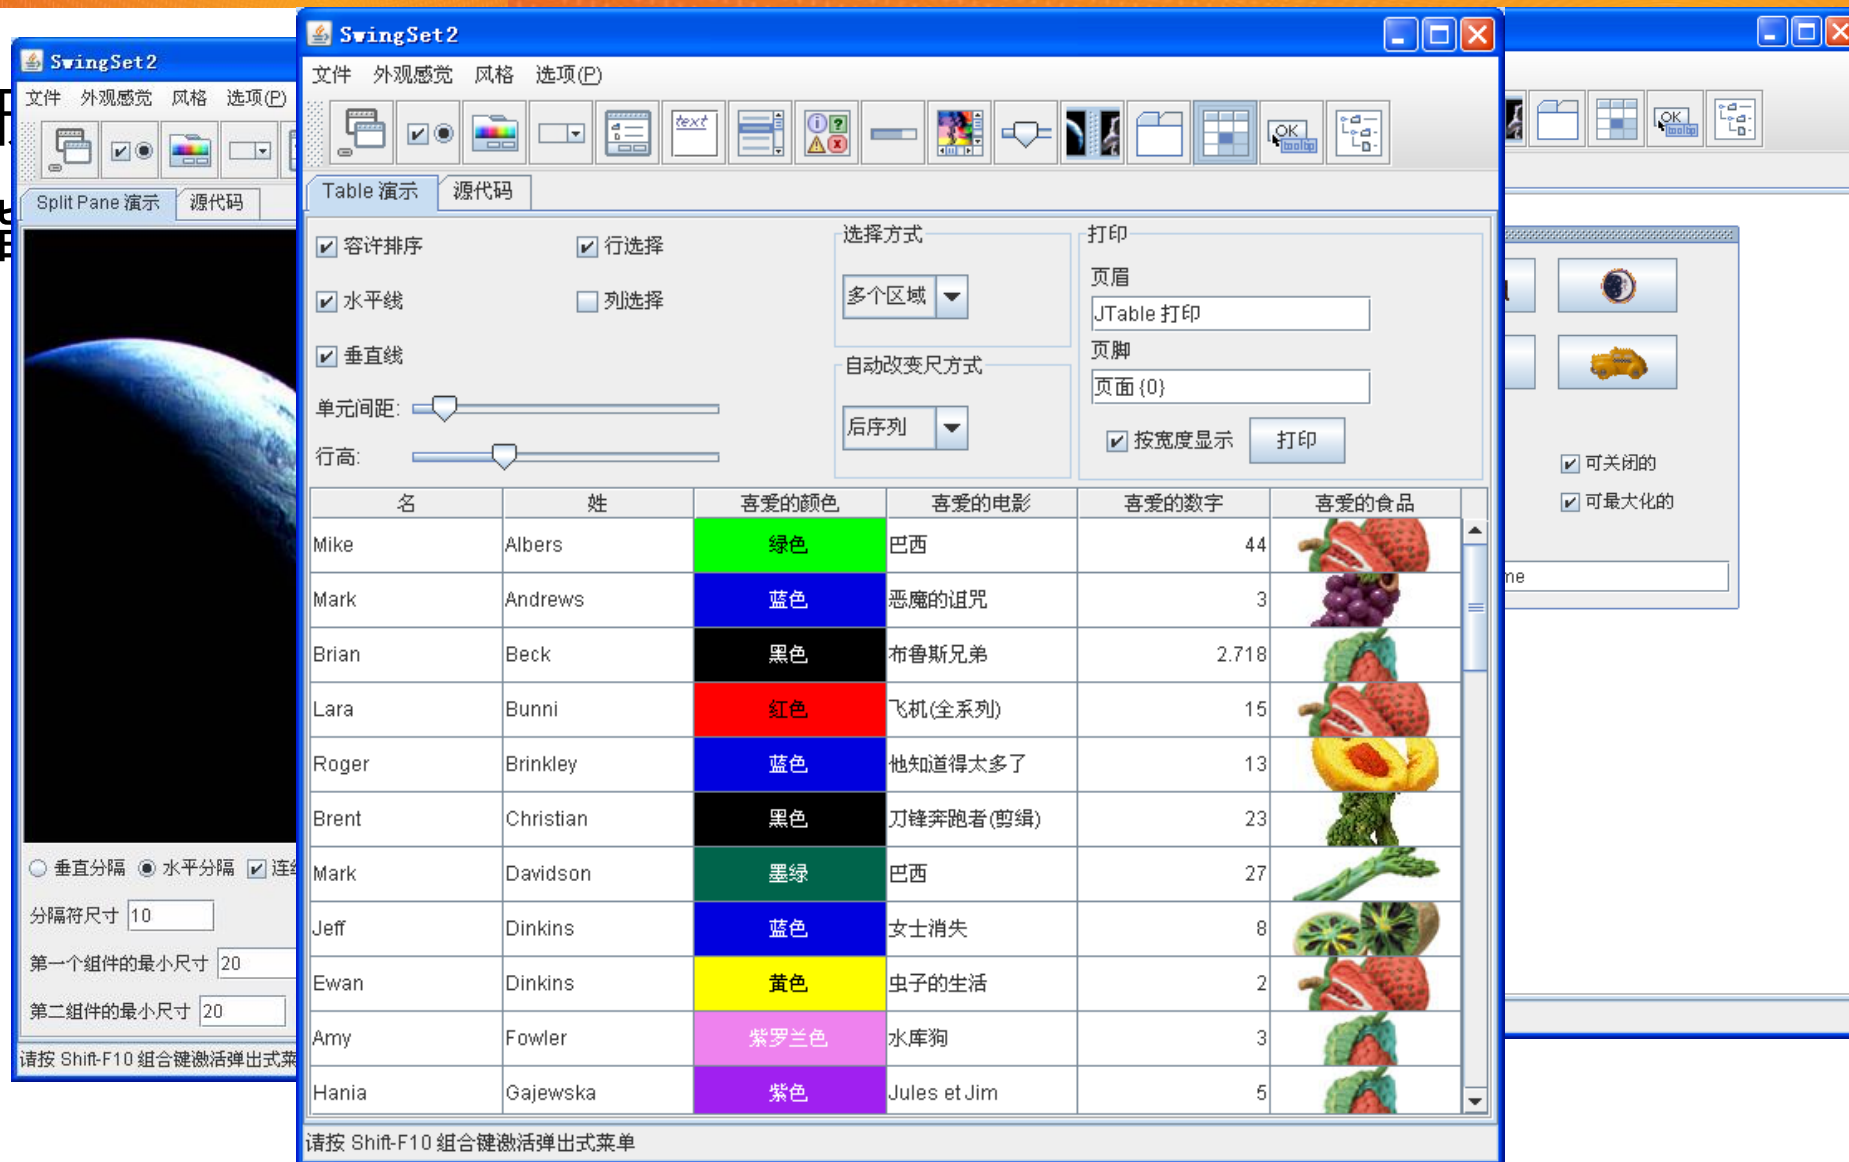 SwingSet2
文件 外观感觉 风格 选项(P)
Split Pane 演示 源代码
垂直分隔 水平分隔
分隔符尺寸 10
第一个组件的最小尺寸 20
第二组件的最小尺寸 20
请按 Shift-F10 组合键激活弹出式菜
SwingSet2
文件 外观感觉 风格 选项(P)
text
OK
tooltip
Table 演示 源代码
容许排序 行选择
水平线 列选择
垂直线
单元间距:
行高:
选择方式
多个区域
自动改变尺方式
后序列
打印
页眉
JTable 打印
页脚
页面 {0}
按宽度显示 打印
名 姓 喜爱的颜色 喜爱的电影 喜爱的数字 喜爱的食品
Mike Albers 绿色 巴西 44
Mark Andrews 蓝色 恶魔的诅咒 3
Brian Beck 黑色 布鲁斯兄弟 2.718
Lara Bunni 红色 飞机(全系列) 15
Roger Brinkley 蓝色 他知道得太多了 13
Brent Christian 黑色 刀锋奔跑者(剪缉) 23
Mark Davidson 墨绿 巴西 27
Jeff Dinkins 蓝色 女士消失 8
Ewan Dinkins 黄色 虫子的生活 2
Amy Fowler 紫罗兰色 水库狗 3
Hania Gajewska 紫色 Jules et Jim 5
请按 Shift-F10 组合键激活弹出式菜单
OK
tooltip
可关闭的
可最大化的
me